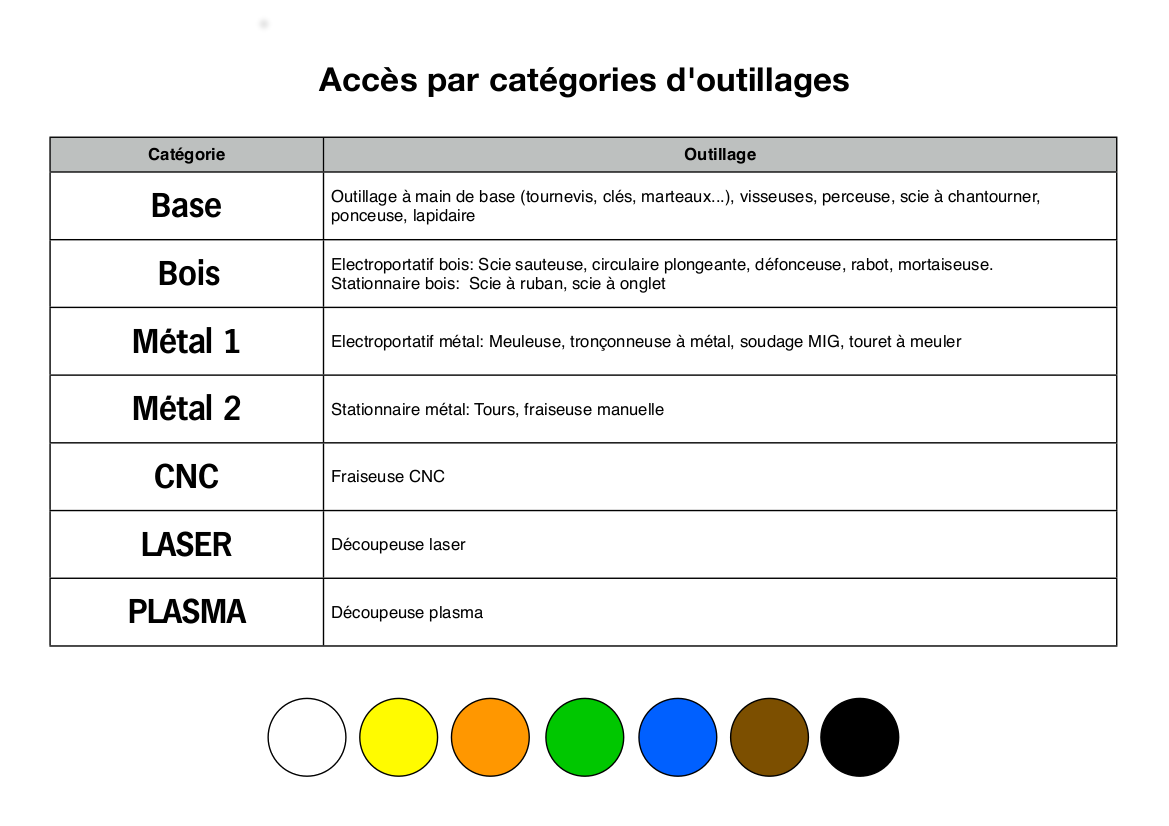 Accès par catégories d'outillages
Catégorie
Outillage
Base
Outillage à main de base (tournevis, clés, marteaux...), visseuses, perceuse, scie à chantourner,
ponceuse, lapidaire
Bois
Electroportatif bois: Scie sauteuse, circulaire plongeante, défonceuse, rabot, mortaiseuse.
Stationnaire bois:  Scie à ruban, scie à onglet
Métal 1
Electroportatif métal: Meuleuse, tronçonneuse à métal, soudage MIG, touret à meuler
Métal 2
Stationnaire métal: Tours, fraiseuse manuelle
CNC
Fraiseuse CNC
LASER
Découpeuse laser
PLASMA
Découpeuse plasma